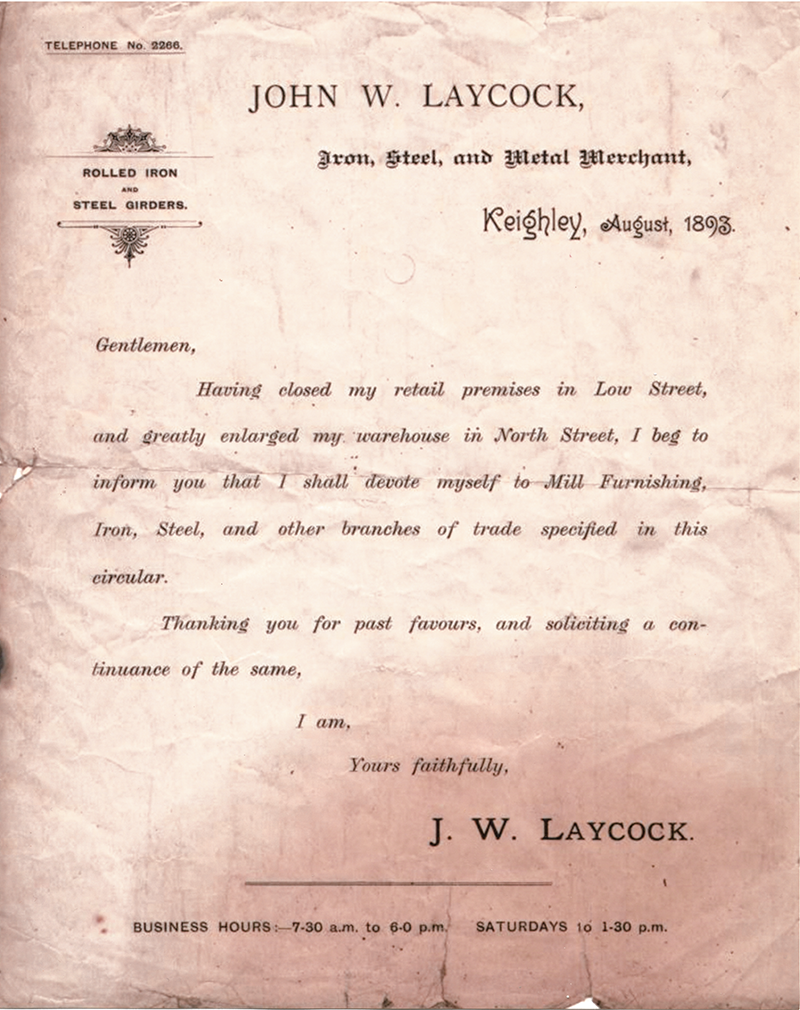 TELEPHONE No. 2266.
JOHN W. LAYCOCK,
Iron, Steel, and Metal Merchant,
ROLLED IRON
AND
STEEL GIRDERS.
Keighley, August, 1893.
Gentlemen,
Having closed my retail premises in Low Street,
and greatly enlarged my warehouse in North Street, I beg to
inform you that I shall devote myself to Mill Furnishing,
Iron, Steel, and other branches of trade specified in this
circular.
Thanking you for past favours, and soliciting a con-
tinuance of the same,
I am,
Yours faithfully,
J. W. LAYCOCK.
BUSINESS HOURS:—7-30 a.m. to 6-0 p.m. SATURDAYS to 1-30 p.m.